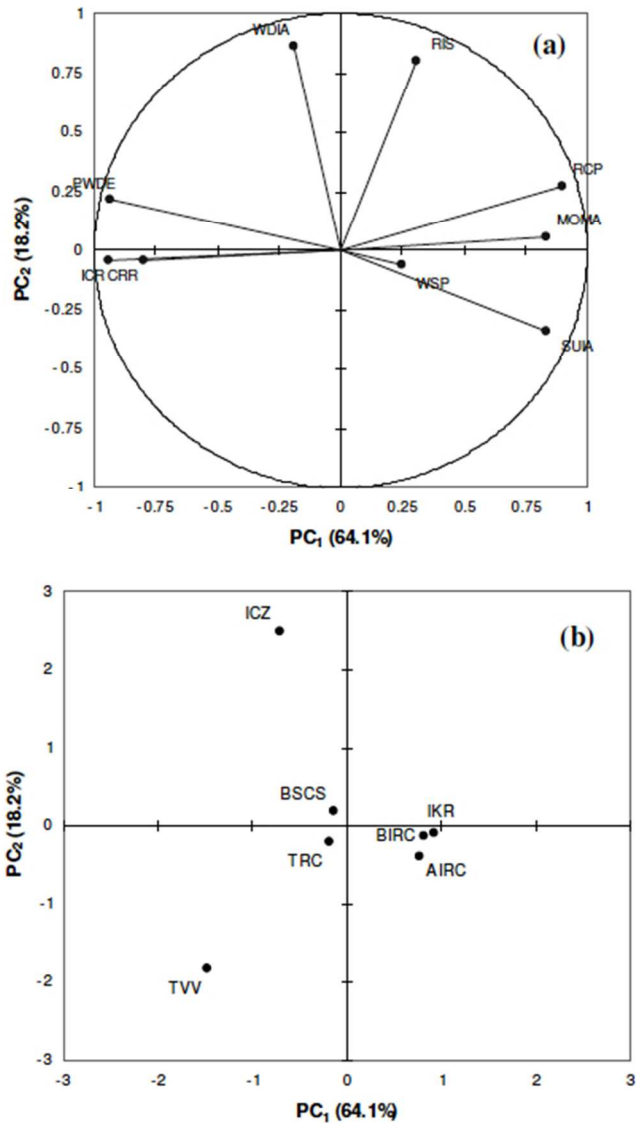 1
WDIA
RIS
(a)
0.75
0.5
RCP
0.25
PWDE
MOMA
PC2 (18.2%)
0
ICR CRR
WSP
-0.25
SUIA
-0.5
-0.75
-1
-1 -0.75 -0.5 -0.25 0 0.25 0.5 0.75 1
PC1 (64.1%)
3
ICZ
(b)
2
1
BSCS
IKR
PC2 (18.2%)
0
BIRC
TRC
AIRC
-1
-2
TVV
-3
-3 -2 -1 0 1 2 3
PC1 (64.1%)